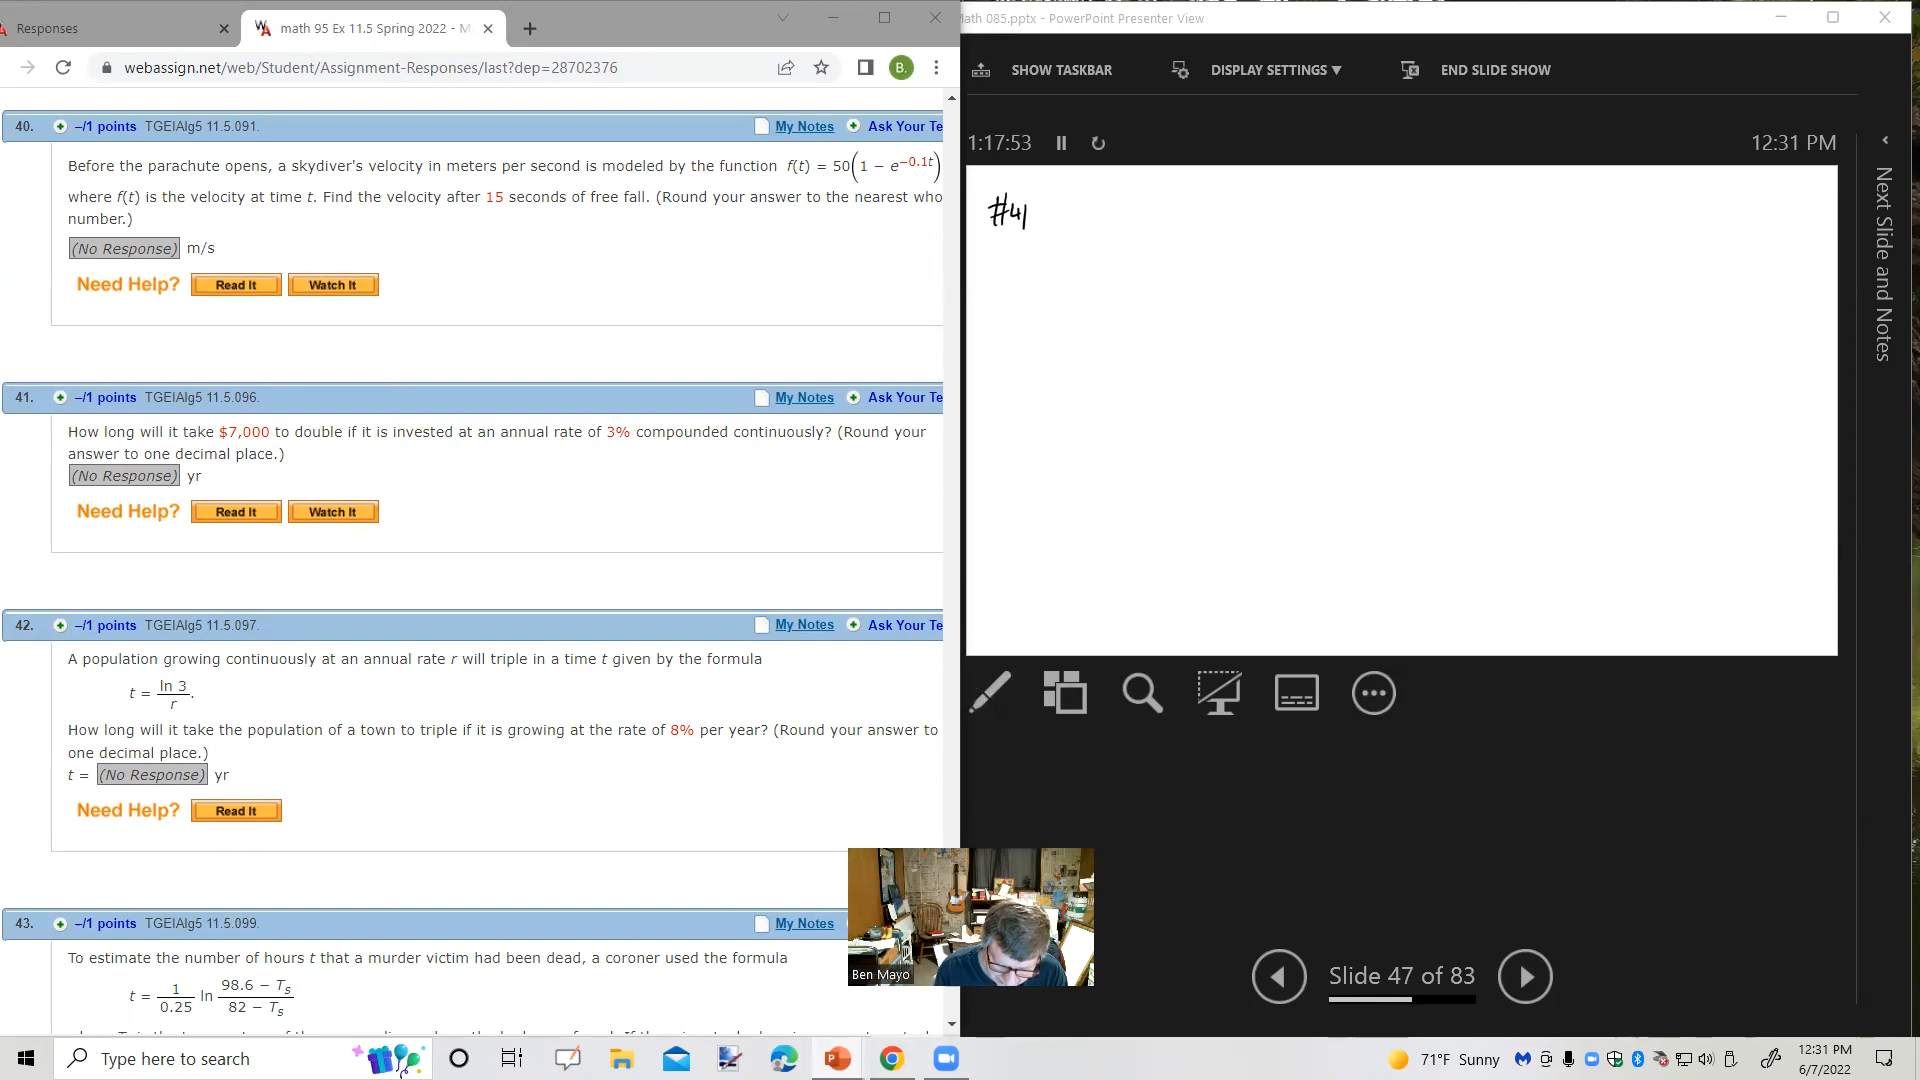 Responses
math 95 Ex 11.5 Spring 2022 - M
webassign.net/web/Student/Assignment-Responses/last?dep=28702376
B.
40. –/1 points TGEIAlg5 11.5.091. My Notes Ask Your Te
Before the parachute opens, a skydiver's velocity in meters per second is modeled by the function f(t) = 50(1 − e^−0.1t)
where f(t) is the velocity at time t. Find the velocity after 15 seconds of free fall. (Round your answer to the nearest who
number.)
(No Response) m/s
Need Help? Read It Watch It
41. –/1 points TGEIAlg5 11.5.096. My Notes Ask Your Te
How long will it take $7,000 to double if it is invested at an annual rate of 3% compounded continuously? (Round your
answer to one decimal place.)
(No Response) yr
Need Help? Read It Watch It
42. –/1 points TGEIAlg5 11.5.097. My Notes Ask Your Te
A population growing continuously at an annual rate r will triple in a time t given by the formula
t = ln 3 / r.
How long will it take the population of a town to triple if it is growing at the rate of 8% per year? (Round your answer to
one decimal place.)
t = (No Response) yr
Need Help? Read It
43. –/1 points TGEIAlg5 11.5.099. My Notes
To estimate the number of hours t that a murder victim had been dead, a coroner used the formula
t = 1 / 0.25 ln 98.6 − Ts / 82 − Ts
Math 085.pptx - PowerPoint Presenter View
SHOW TASKBAR DISPLAY SETTINGS ▼ END SLIDE SHOW
1:17:53 12:31 PM
#41
Next Slide and Notes
Slide 47 of 83
Ben Mayo
Type here to search
71°F Sunny
12:31 PM
6/7/2022